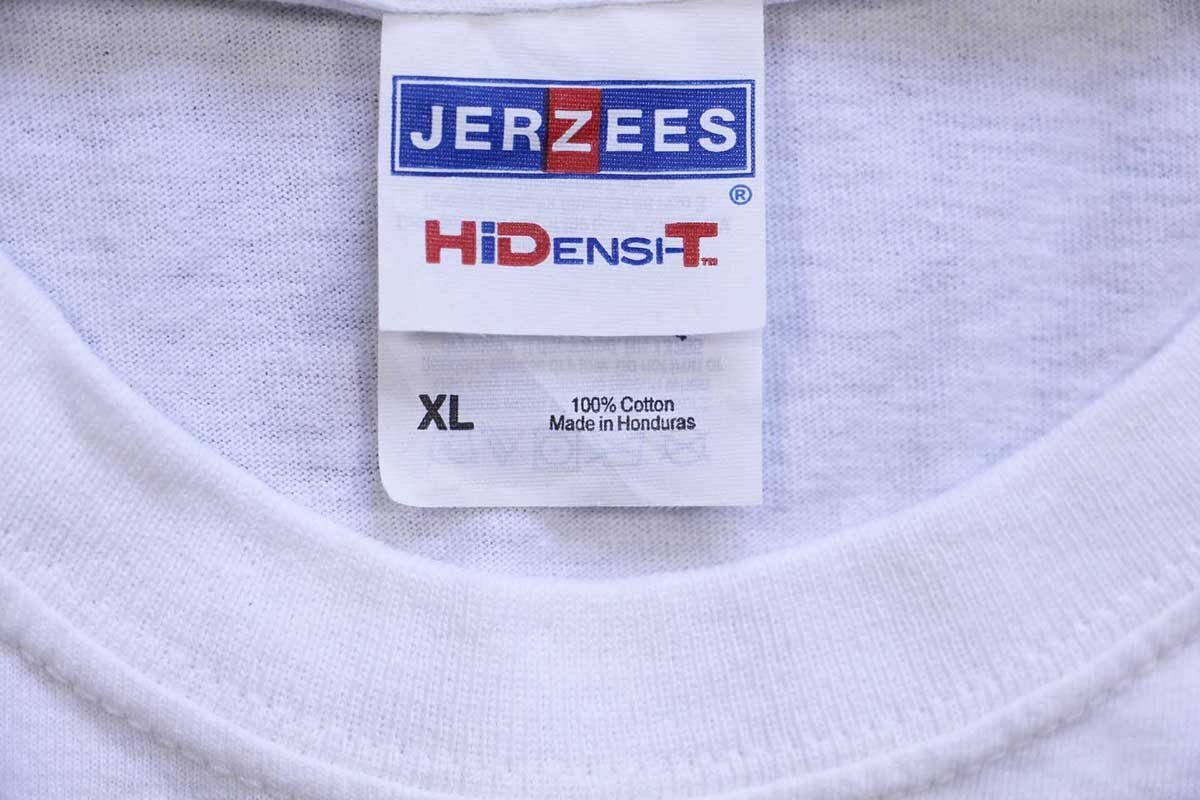 JERZEES
®
HiDENSI-T™
XL
100% Cotton
Made in Honduras